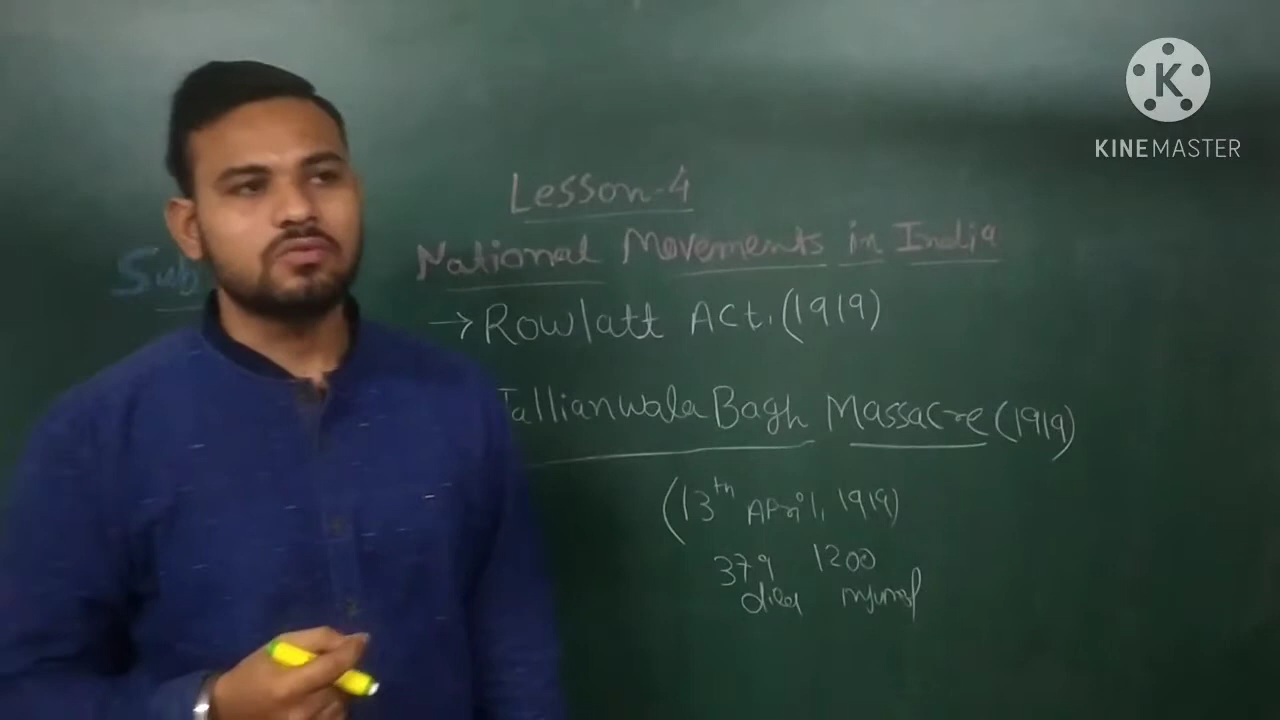 K
KINEMASTER
Lesson-4
Sub
National Movements in India
→ Rowlatt Act. (1919)
Jallianwala Bagh Massacre (1919)
(13th April, 1919)
379 1200
died